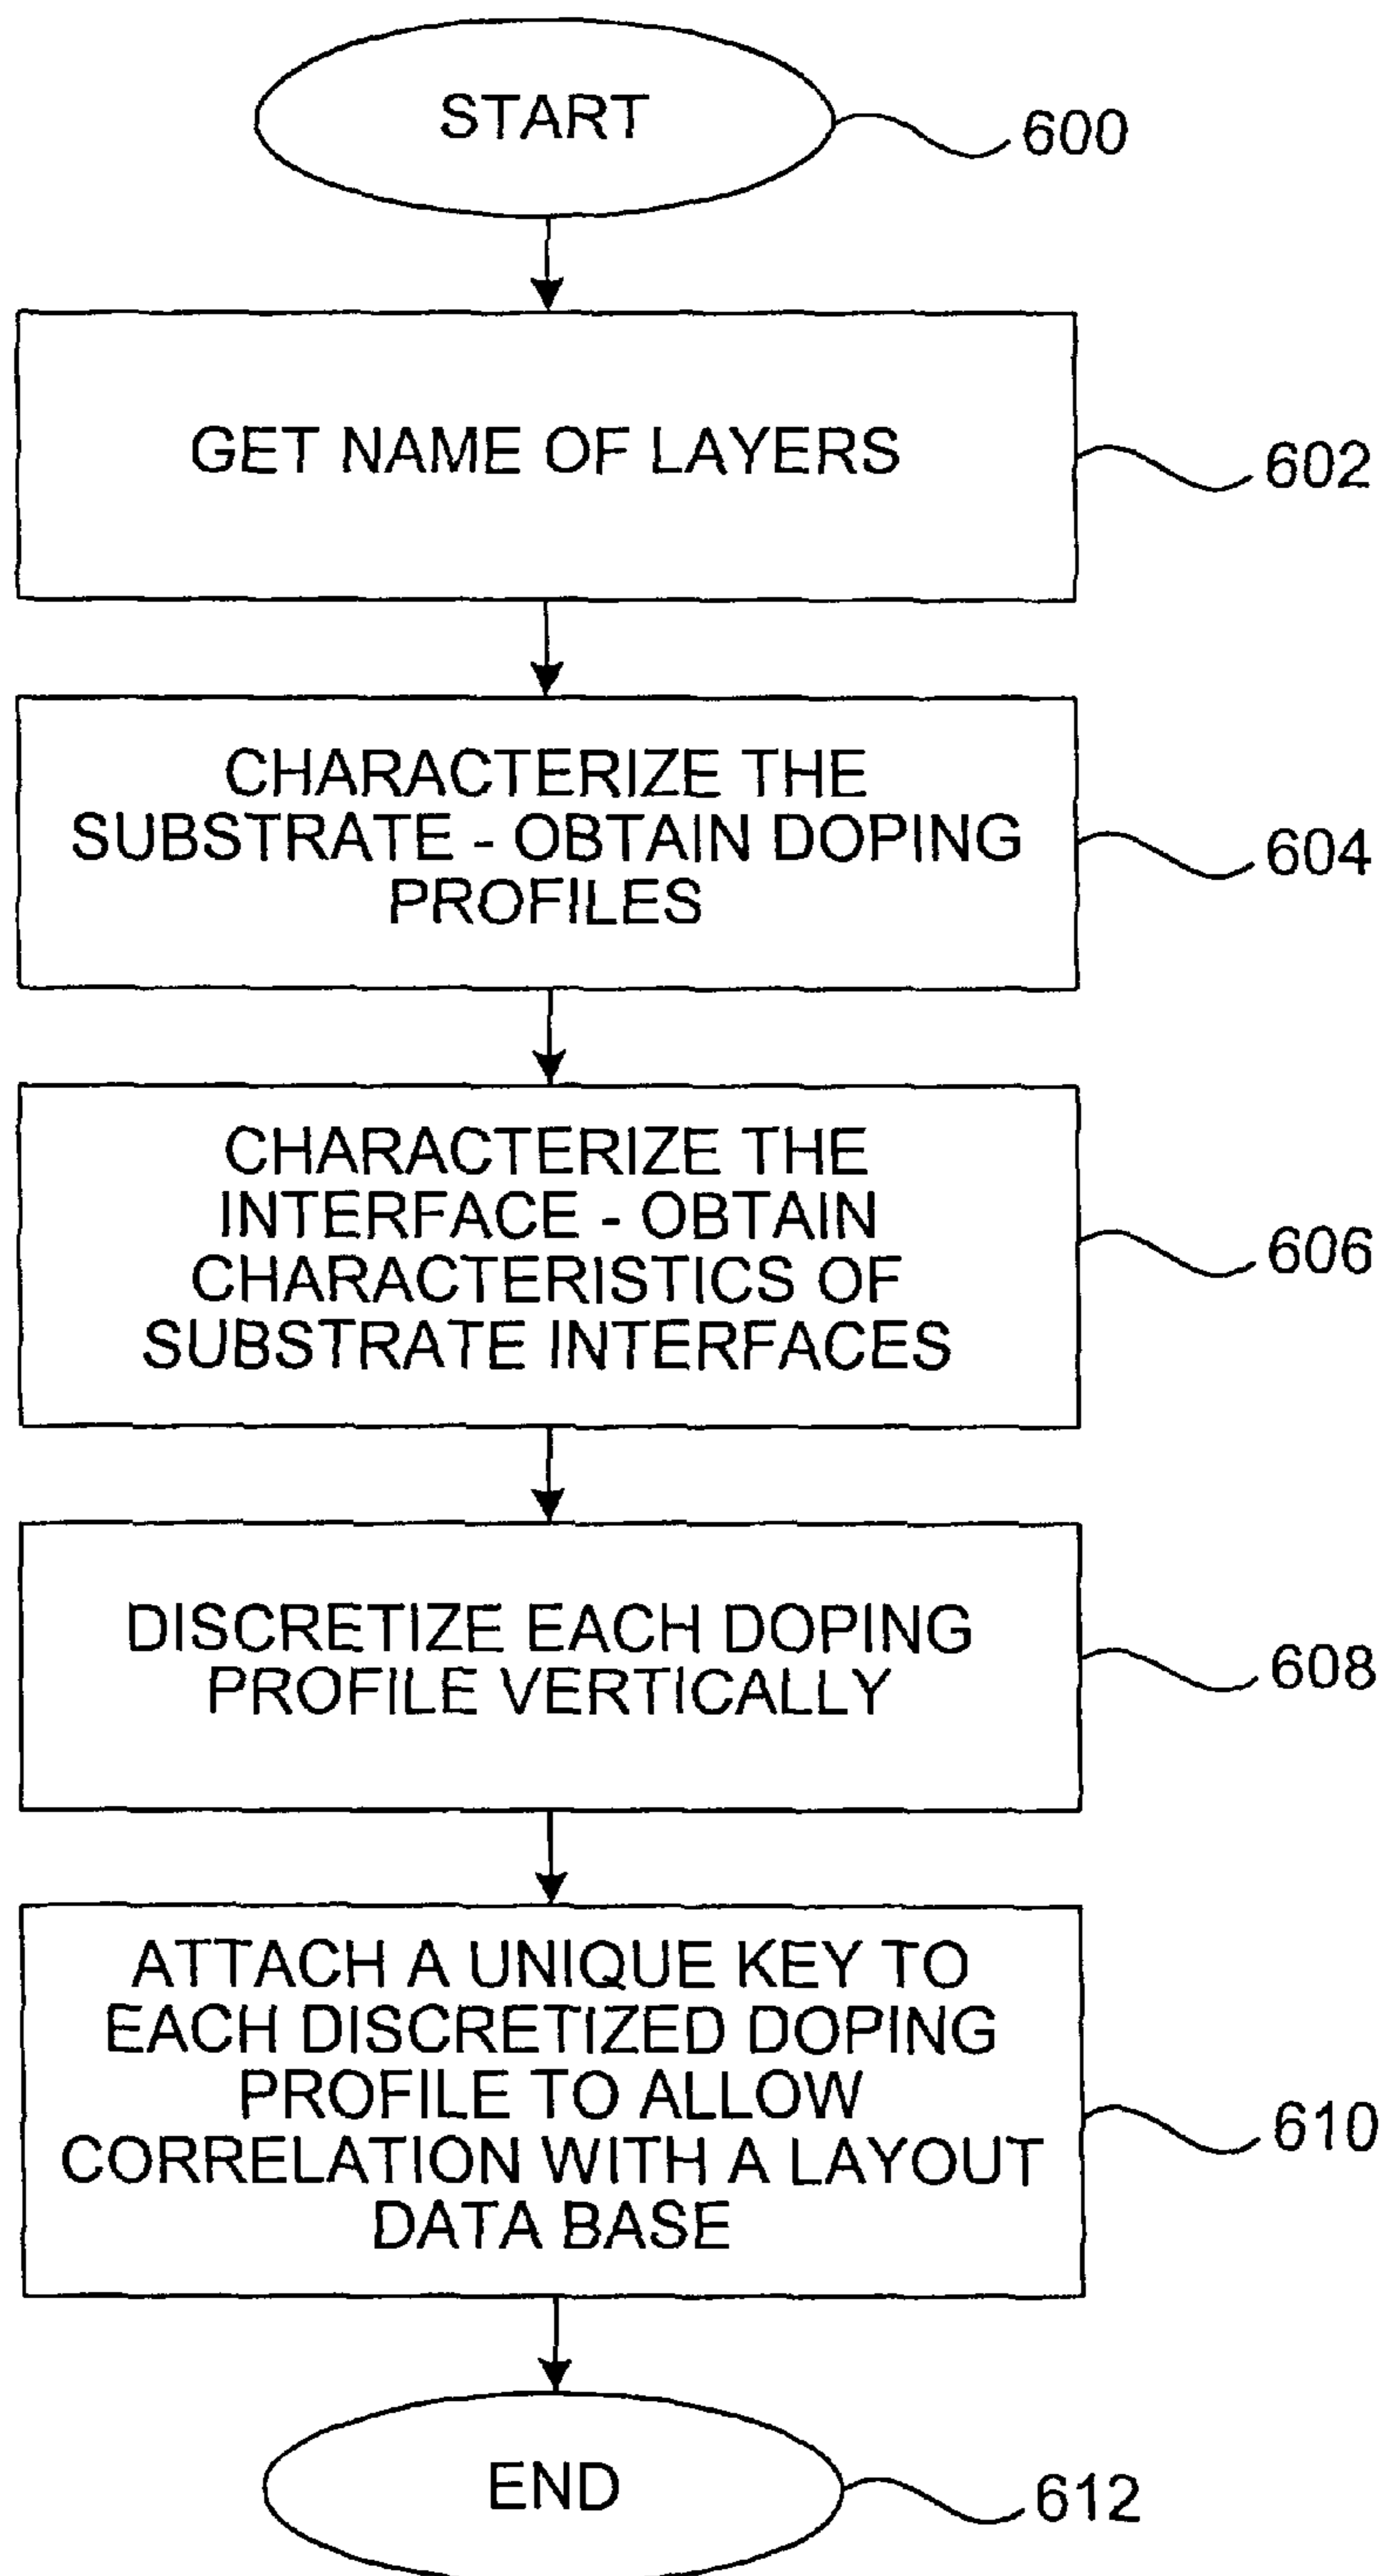 START
600
GET NAME OF LAYERS
602
CHARACTERIZE THE
SUBSTRATE - OBTAIN DOPING
PROFILES
604
CHARACTERIZE THE
INTERFACE - OBTAIN
CHARACTERISTICS OF
SUBSTRATE INTERFACES
606
DISCRETIZE EACH DOPING
PROFILE VERTICALLY
608
ATTACH A UNIQUE KEY TO
EACH DISCRETIZED DOPING
PROFILE TO ALLOW
CORRELATION WITH A LAYOUT
DATA BASE
610
END
612